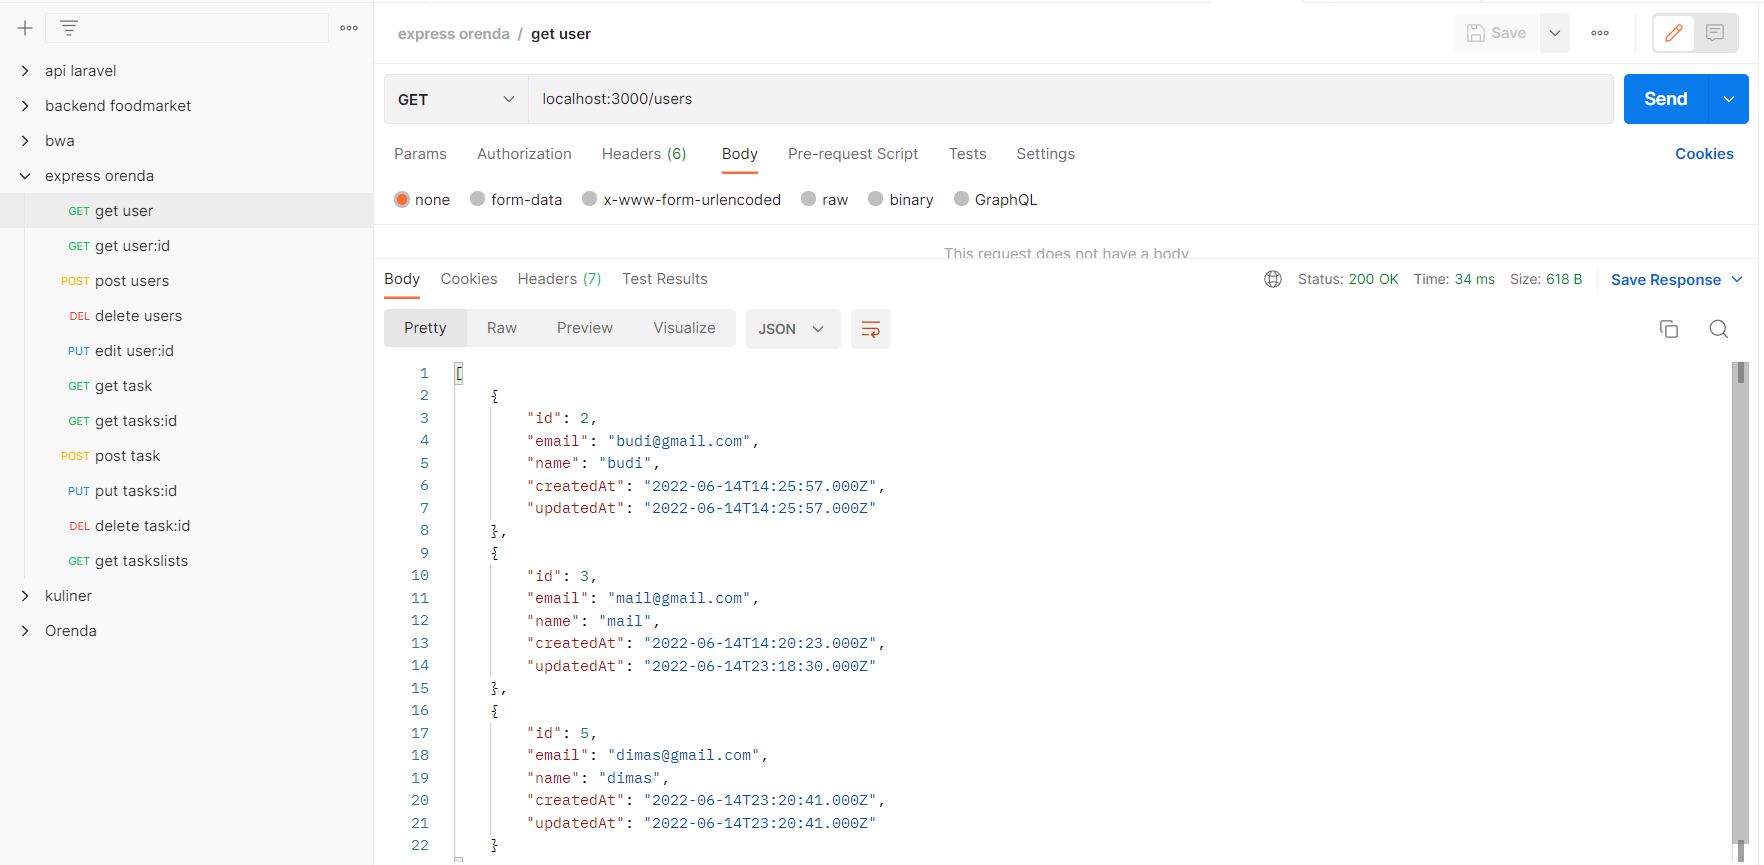 api laravel
backend foodmarket
bwa
express orenda
GET get user
GET get user:id
POST post users
DEL delete users
PUT edit user:id
GET get task
GET get tasks:id
POST post task
PUT put tasks:id
DEL delete task:id
GET get taskslists
kuliner
Orenda
express orenda / get user
Save
GET localhost:3000/users
Send
Params Authorization Headers (6) Body Pre-request Script Tests Settings Cookies
none form-data x-www-form-urlencoded raw binary GraphQL
This request does not have a body
Body Cookies Headers (7) Test Results Status: 200 OK Time: 34 ms Size: 618 B Save Response
Pretty Raw Preview Visualize JSON
1 [
2 {
3 "id": 2,
4 "email": "budi@gmail.com",
5 "name": "budi",
6 "createdAt": "2022-06-14T14:25:57.000Z",
7 "updatedAt": "2022-06-14T14:25:57.000Z"
8 },
9 {
10 "id": 3,
11 "email": "mail@gmail.com",
12 "name": "mail",
13 "createdAt": "2022-06-14T14:20:23.000Z",
14 "updatedAt": "2022-06-14T23:18:30.000Z"
15 },
16 {
17 "id": 5,
18 "email": "dimas@gmail.com",
19 "name": "dimas",
20 "createdAt": "2022-06-14T23:20:41.000Z",
21 "updatedAt": "2022-06-14T23:20:41.000Z"
22 }